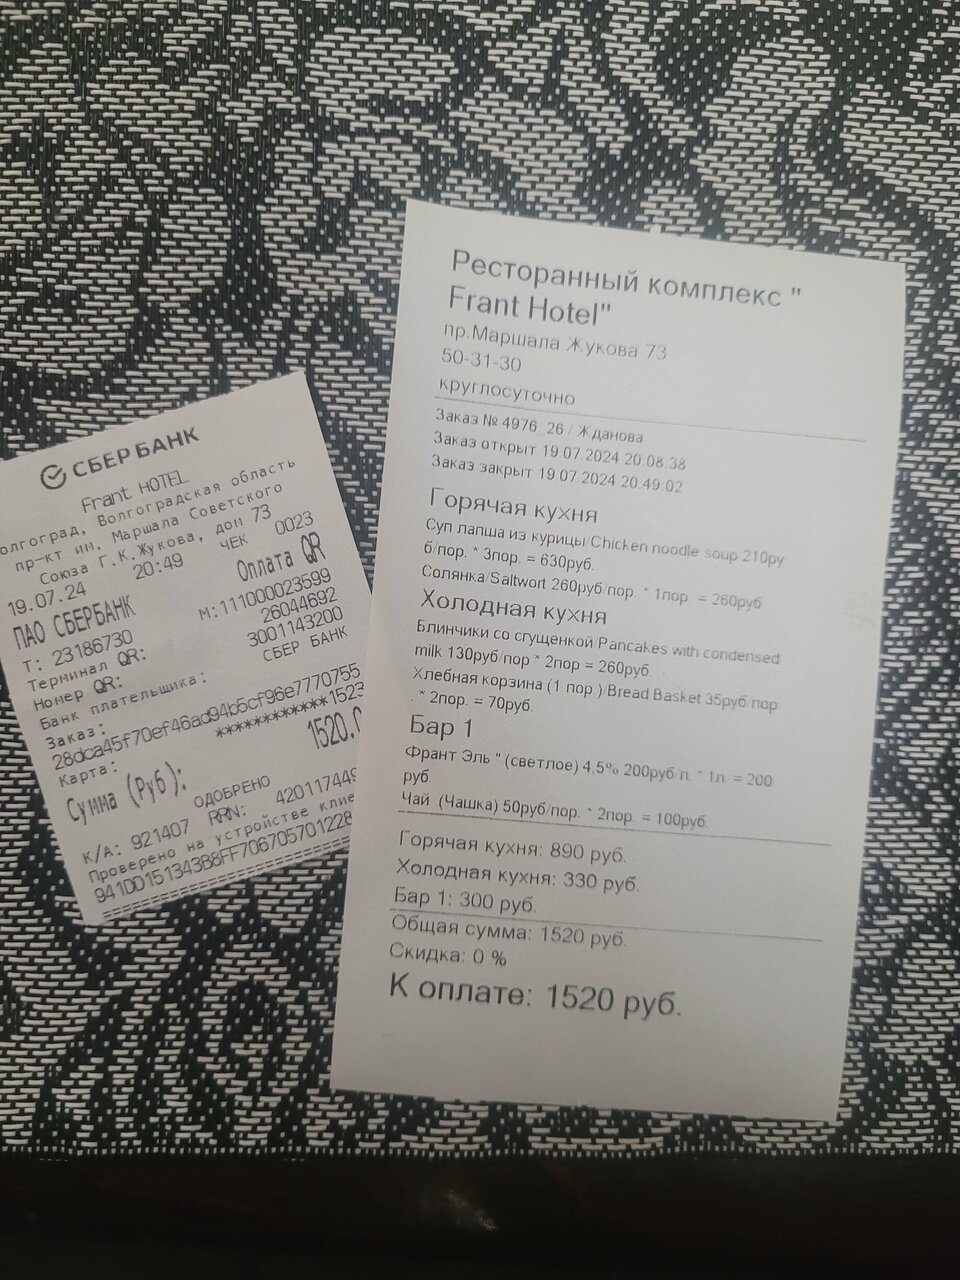 СБЕР БАНК
Frant HOTEL
олгоград, Волгоградская область
пр-кт им. Маршала Советского
Союза Г.К.Жукова, дом 73
19.07.24 20:49 ЧЕК 0023
ПАО СБЕРБАНК Оплата QR
Т: 23186730 М:111000023599
Терминал QR: 26044692
Номер QR: 3001143200
Банк плательщика: СБЕР БАНК
Заказ:
28dca45f70ef46ad94b5cf96e7770755
Карта: ************1523
Сумма (Руб): 1520.0
ОДОБРЕНО
К/А: 921407 RRN: 420117449
Проверено на устройстве клие
941DD151343B8FF706705701228
================================
Ресторанный комплекс "
Frant Hotel"
пр.Маршала Жукова 73
50-31-30
круглосуточно
Заказ № 4976 26 / Жданова
Заказ открыт 19.07.2024 20:08:38
Заказ закрыт 19.07.2024 20:49:02
Горячая кухня
Суп лапша из курицы/Chicken noodle soup 210ру
б/пор. * 3пор. = 630руб.
Солянка/Saltwort 260руб/пор. * 1пор. = 260руб.
Холодная кухня
Блинчики со сгущенкой/Pancakes with condensed
milk 130руб/пор * 2пор = 260руб.
Хлебная корзина (1 пор.)/Bread Basket 35руб/пор
. * 2пор. = 70руб.
Бар 1
Франт Эль " (светлое) 4,5% 200руб/л. * 1л. = 200
руб.
Чай (Чашка) 50руб/пор. * 2пор. = 100руб.
Горячая кухня: 890 руб.
Холодная кухня: 330 руб.
Бар 1: 300 руб.
Общая сумма: 1520 руб.
Скидка: 0 %
К оплате: 1520 руб.